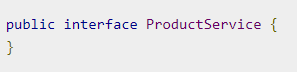 public interface ProductService {
}